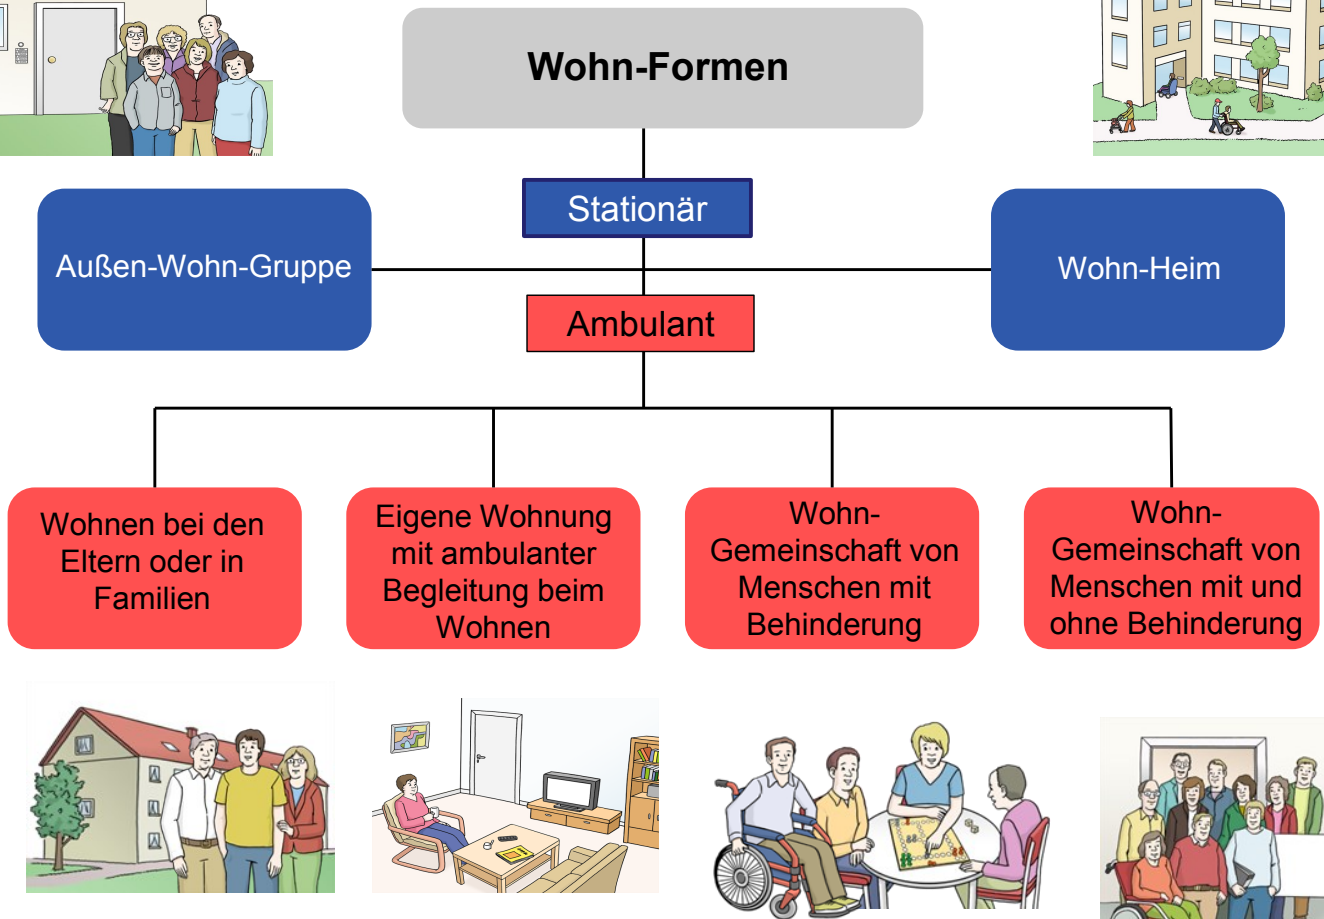 Wohn-Formen
Stationär
Außen-Wohn-Gruppe
Wohn-Heim
Ambulant
Wohnen bei den
Eltern oder in
Familien
Eigene Wohnung
mit ambulanter
Begleitung beim
Wohnen
Wohn-
Gemeinschaft von
Menschen mit
Behinderung
Wohn-
Gemeinschaft von
Menschen mit und
ohne Behinderung